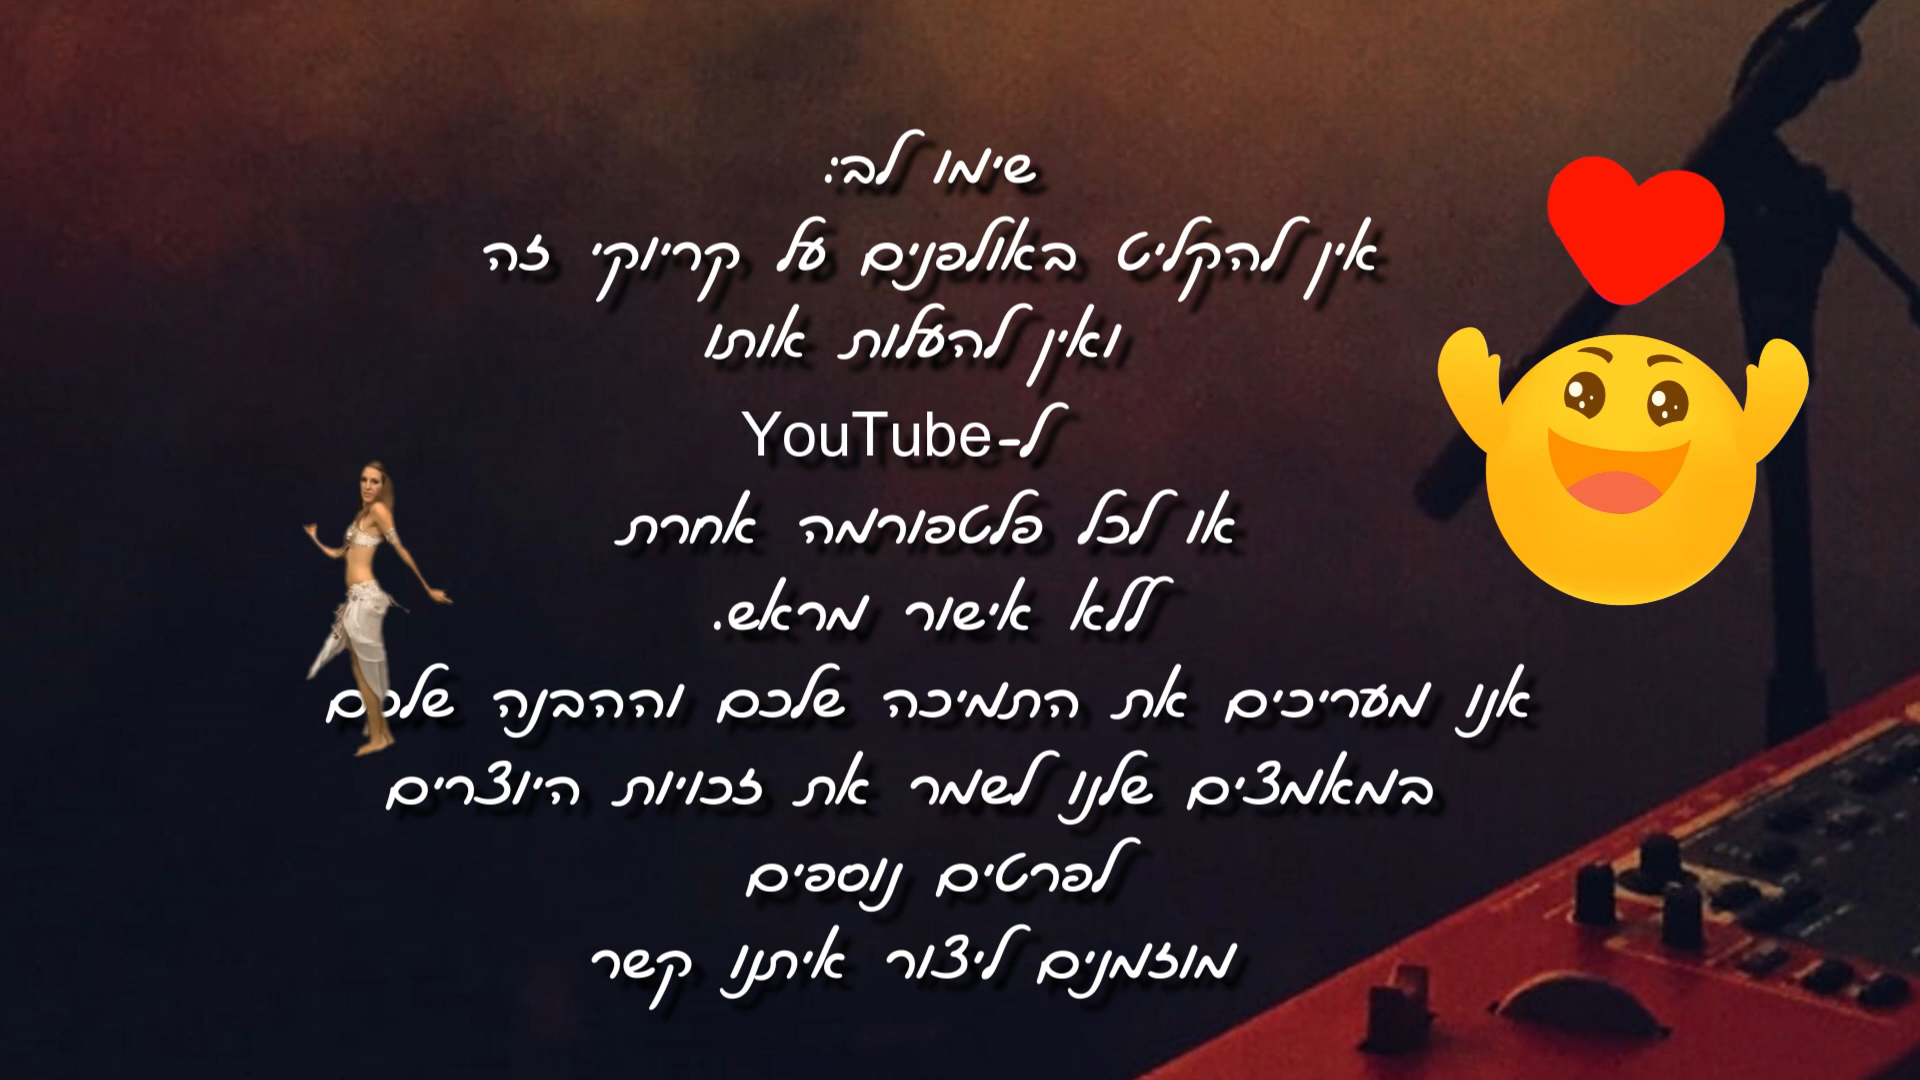 שימו לב:
אין להקליט באולפנים על קריוקי זה
ואין להעלות אותו
ל-YouTube
או לכל פלטפורמה אחרת
ללא אישור מראש.
אנו מעריכים את התמיכה שלכם וההבנה שלכם
במאמצים שלנו לשמר את זכויות היוצרים
לפרטים נוספים
מוזמנים ליצור איתנו קשר